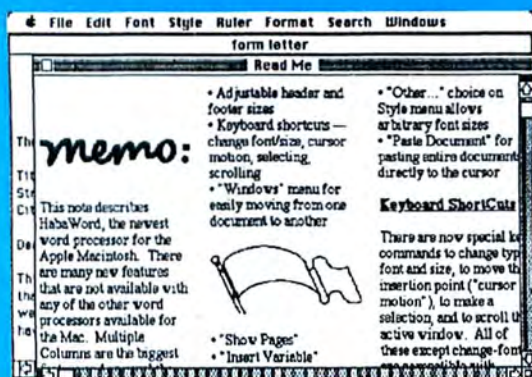 File Edit Font Style Ruler Format Search Windows
form letter
Read Me
memo:
This note describes
HabaWord, the newest
word processor for the
Apple Macintosh. There
are many new features
that are not available with
any of the other word
processors available for
the Mac. Multiple
Columns are the biggest
• Adjustable header and
footer sizes
• Keyboard shortcuts —
change font/size, cursor
motion, selecting,
scrolling
• "Windows" menu for
easily moving from one
document to another
• "Show Pages"
• "Insert Variable"
• "Other..." choice on
Style menu allows
arbitrary font sizes
• "Paste Document" for
pasting entire document
directly to the cursor
Keyboard ShortCuts
There are now special ke
commands to change typ
font and size, to move th
insertion point ("cursor
motion"), to make a
selection, and to scroll th
active window. All of
these except change-font